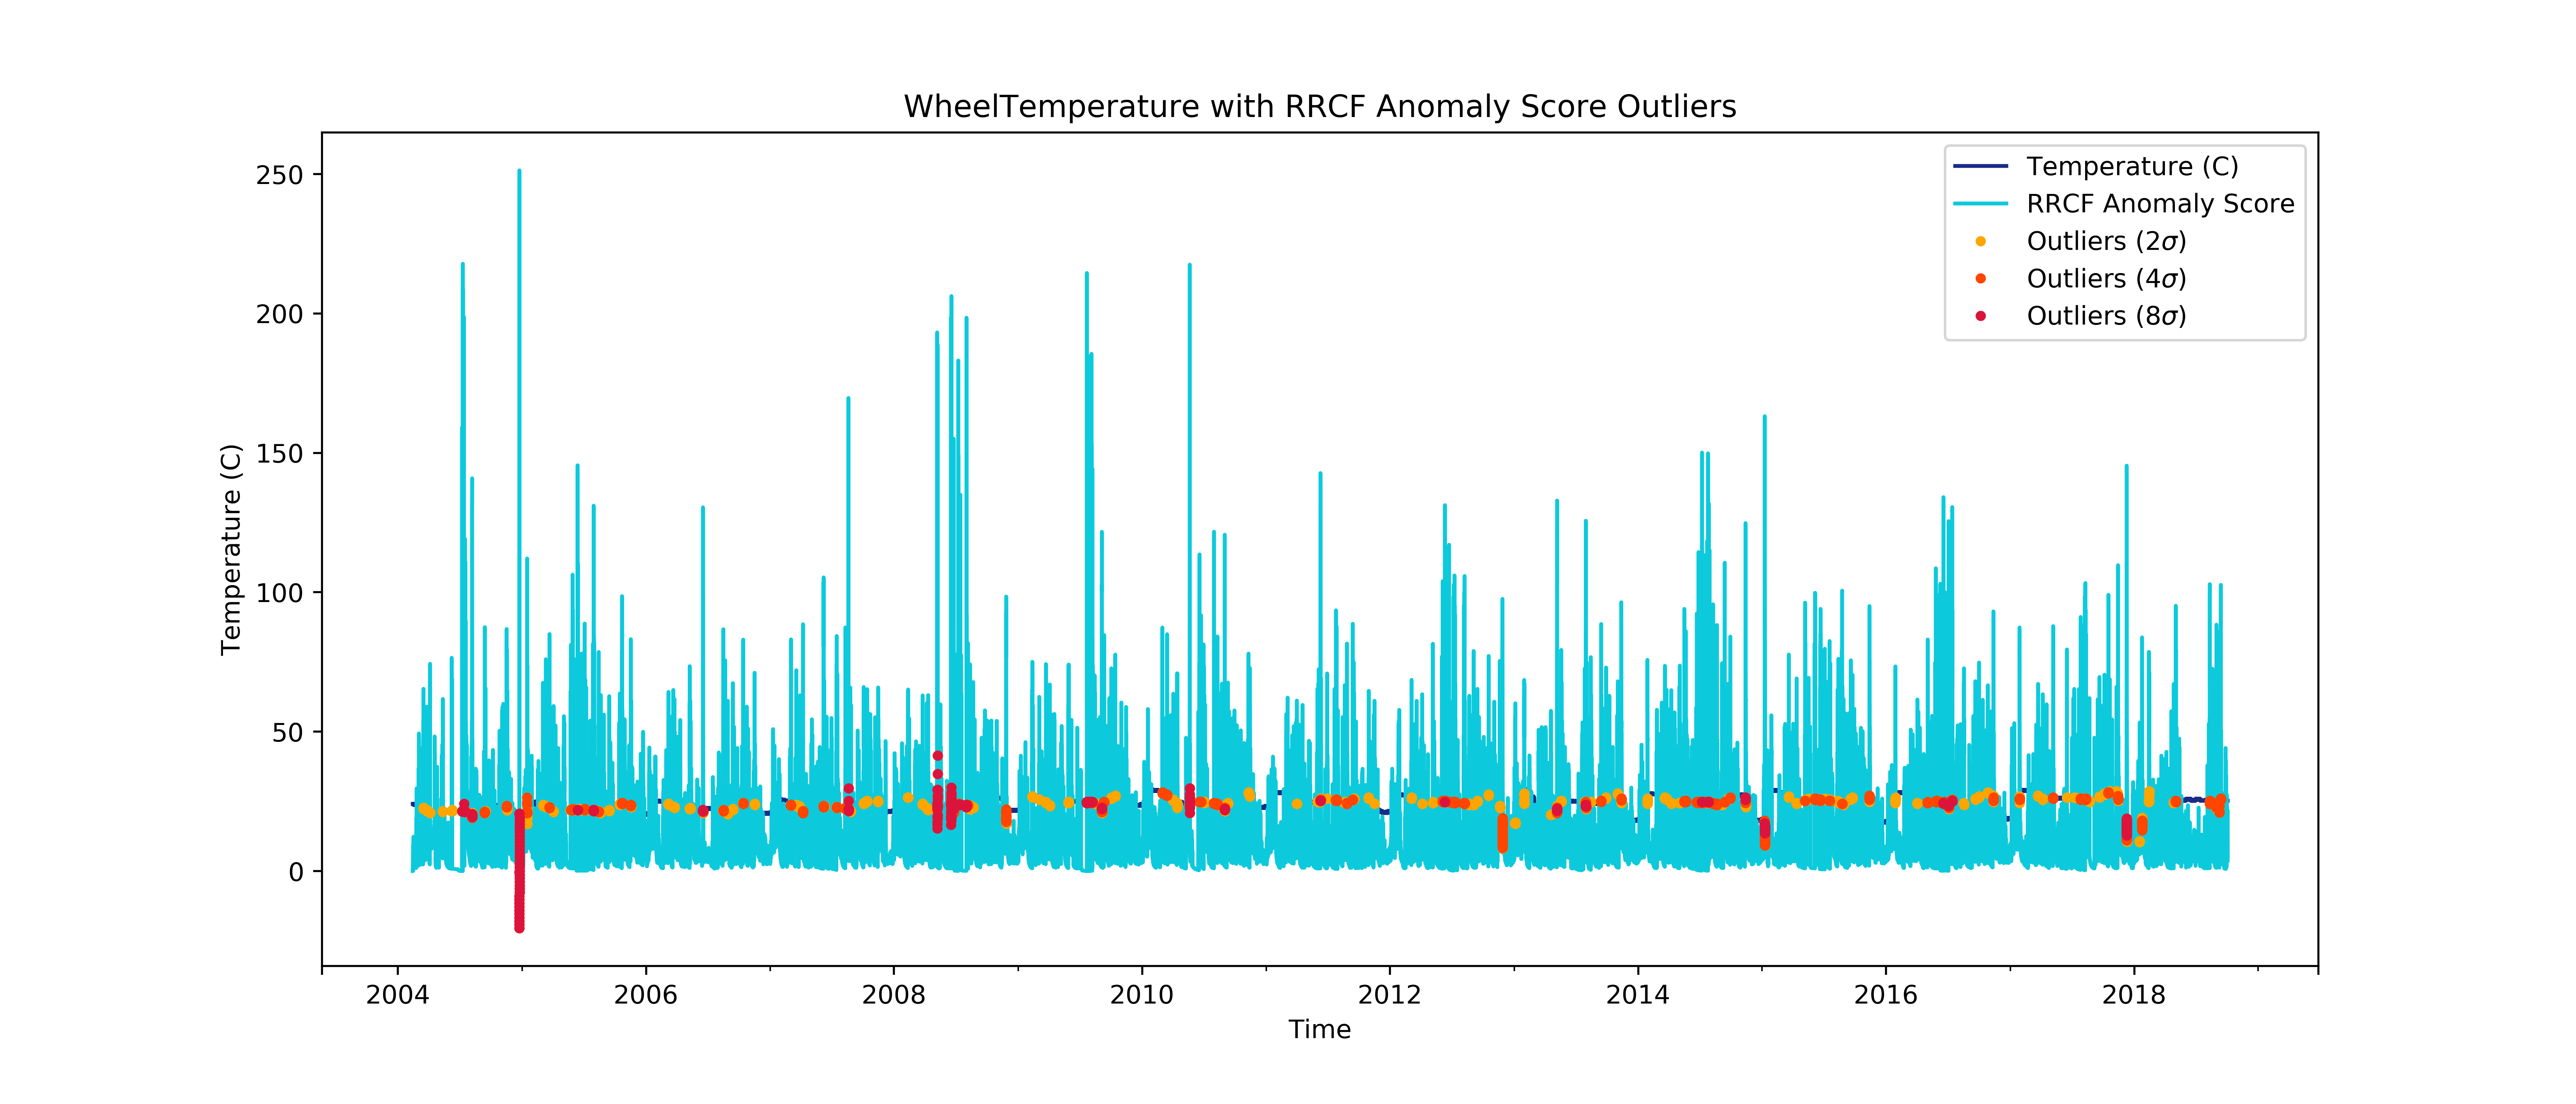 WheelTemperature with RRCF Anomaly Score Outliers
Temperature (C)
RRCF Anomaly Score
Outliers (2σ)
Outliers (4σ)
Outliers (8σ)
Temperature (C)
250
200
150
100
50
0
2004 2006 2008 2010 2012 2014 2016 2018
Time